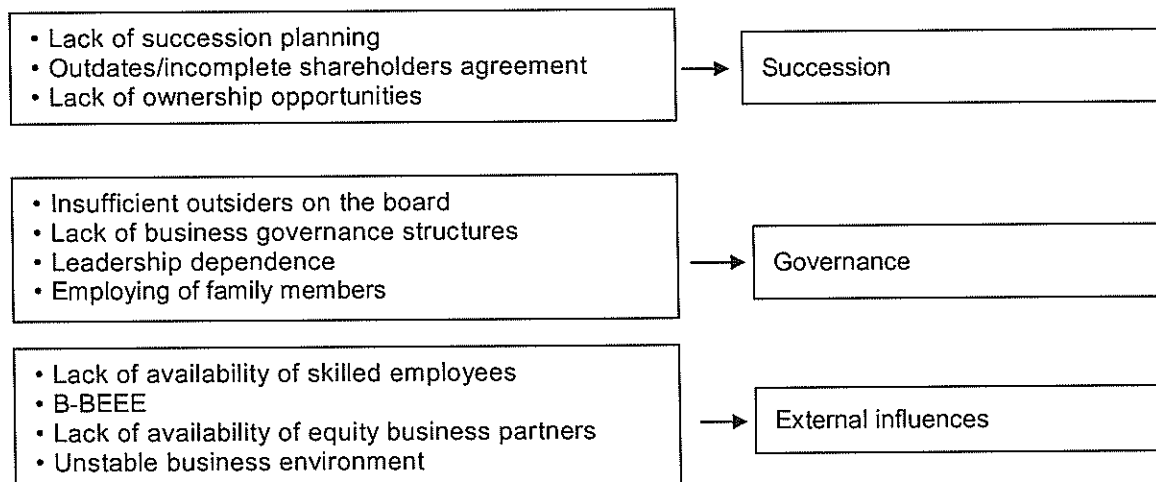 • Lack of succession planning
• Outdates/incomplete shareholders agreement
• Lack of ownership opportunities
Succession
• Insufficient outsiders on the board
• Lack of business governance structures
• Leadership dependence
• Employing of family members
Governance
• Lack of availability of skilled employees
• B-BEEE
• Lack of availability of equity business partners
• Unstable business environment
External influences